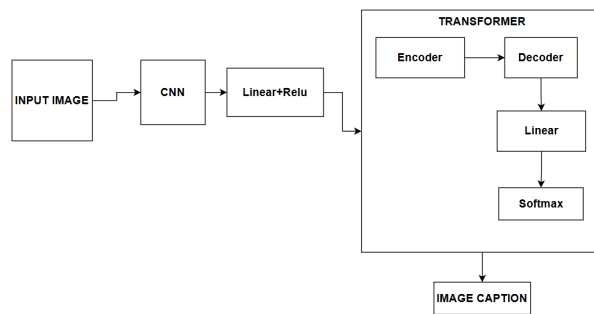 TRANSFORMER
Encoder
Decoder
INPUT IMAGE
CNN
Linear+Relu
Linear
Softmax
IMAGE CAPTION